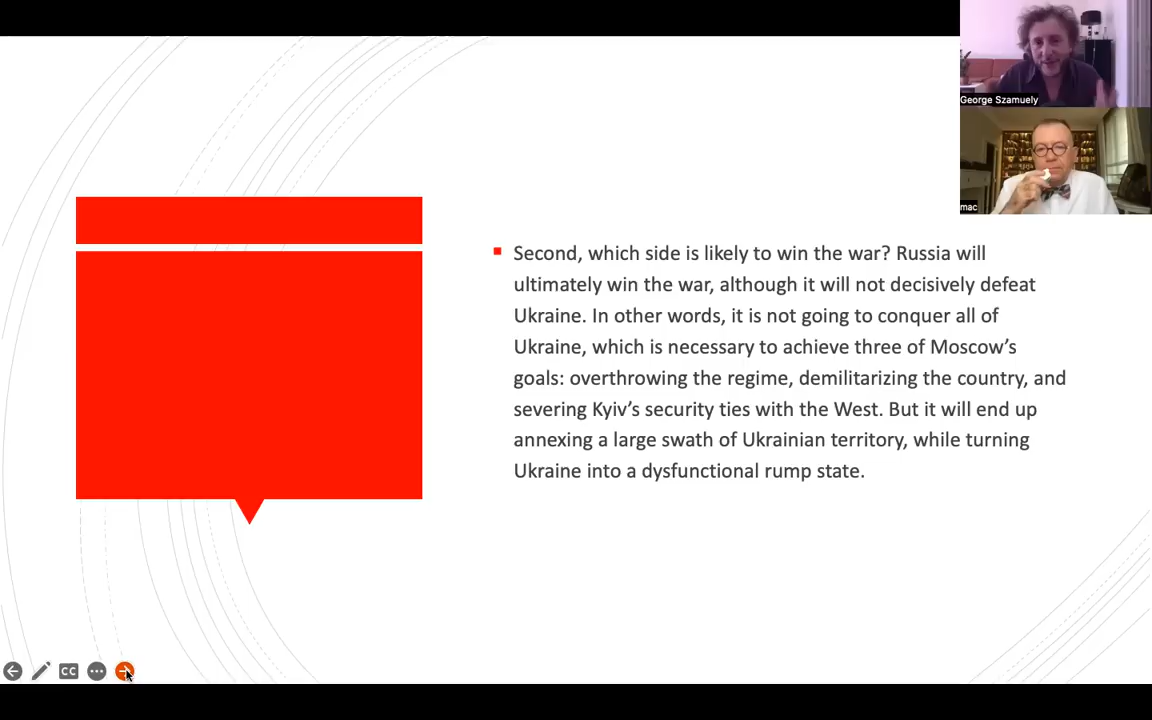 George Szamuely
mac
Second, which side is likely to win the war? Russia will
ultimately win the war, although it will not decisively defeat
Ukraine. In other words, it is not going to conquer all of
Ukraine, which is necessary to achieve three of Moscow’s
goals: overthrowing the regime, demilitarizing the country, and
severing Kyiv’s security ties with the West. But it will end up
annexing a large swath of Ukrainian territory, while turning
Ukraine into a dysfunctional rump state.
CC